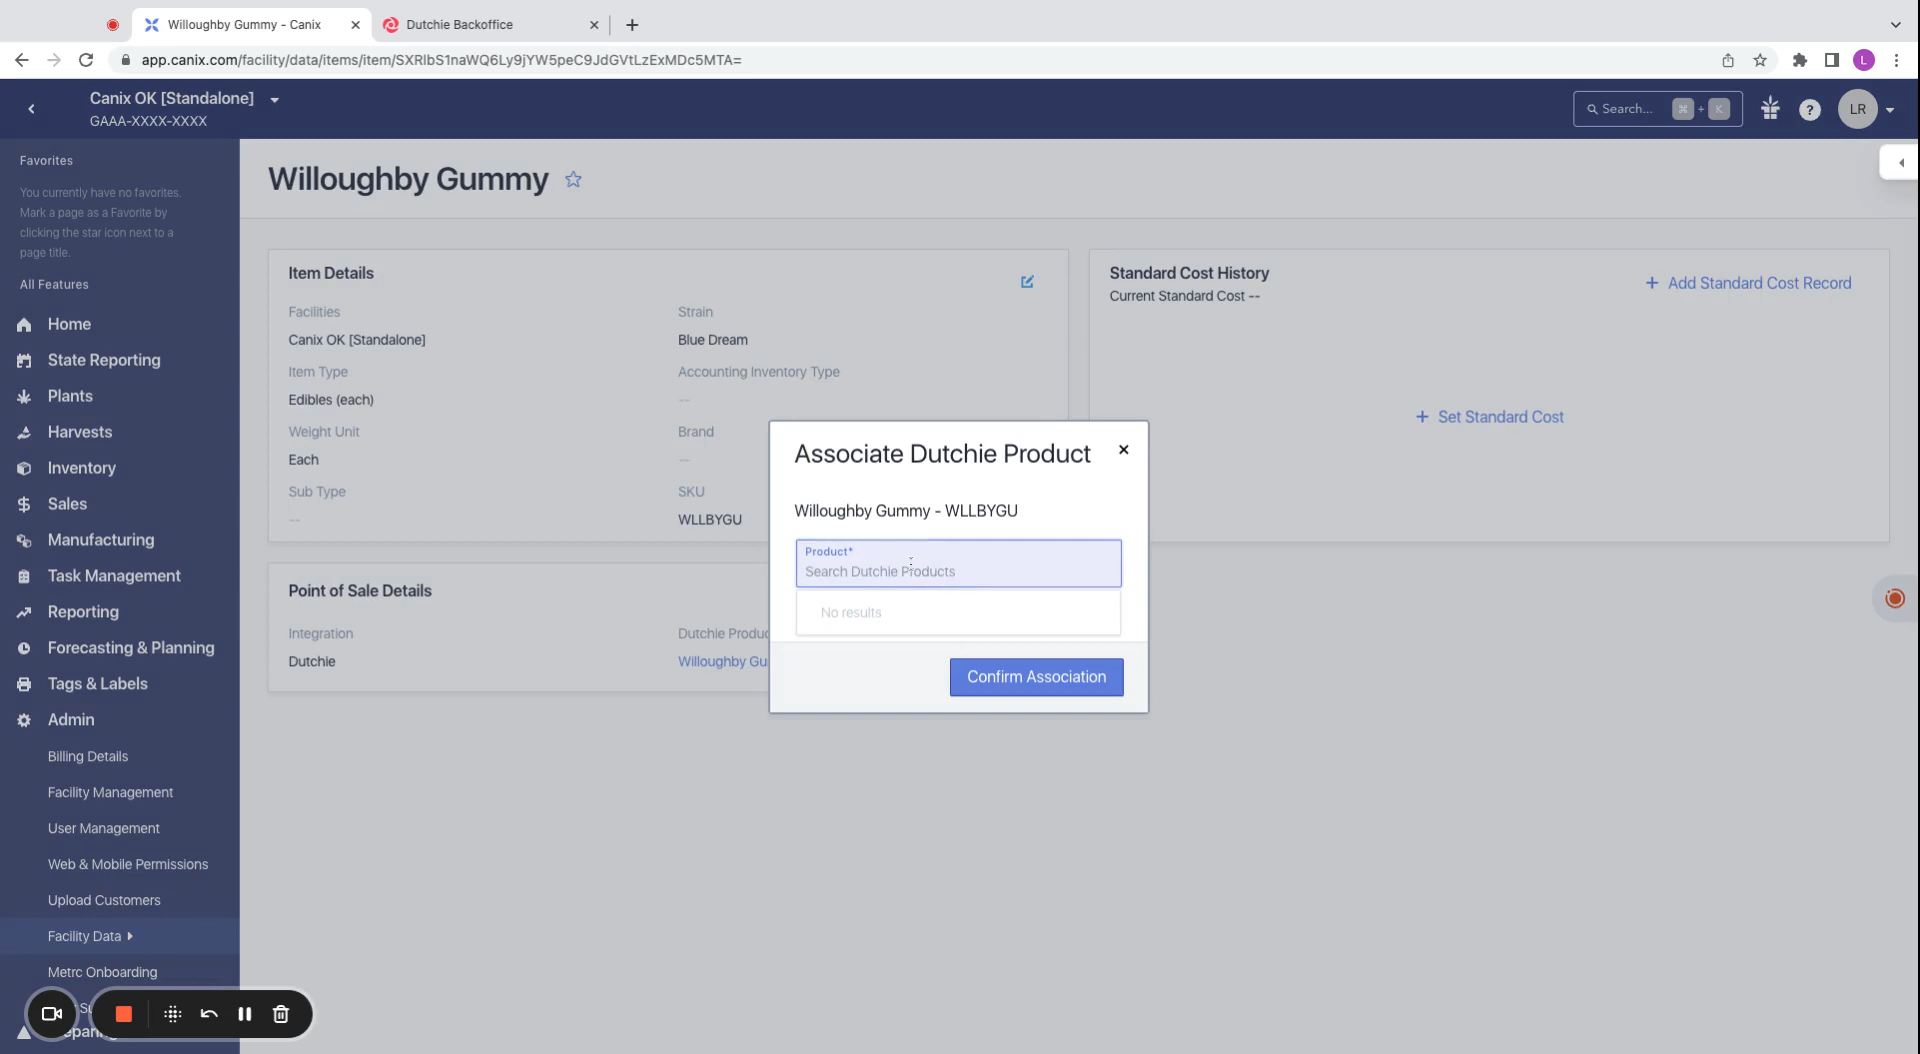 Willoughby Gummy - Canix
Dutchie Backoffice
app.canix.com/facility/data/items/item/SXRlbS1naWQ6Ly9jYW5peC9JdGVtLzExMDc5MTA=
L
Canix OK [Standalone]
GAAA-XXXX-XXXX
Search... ⌘ + K
?
LR
Favorites
You currently have no favorites.
Mark a page as a Favorite by
clicking the star icon next to a
page title.
All Features
Home
State Reporting
Plants
Harvests
Inventory
Sales
Manufacturing
Task Management
Reporting
Forecasting & Planning
Tags & Labels
Admin
Billing Details
Facility Management
User Management
Web & Mobile Permissions
Upload Customers
Facility Data
Metrc Onboarding
Willoughby Gummy
Item Details
Facilities
Canix OK [Standalone]
Strain
Blue Dream
Item Type
Edibles (each)
Accounting Inventory Type
--
Weight Unit
Each
Brand
--
Sub Type
--
SKU
WLLBYGU
Standard Cost History
Current Standard Cost --
+ Add Standard Cost Record
+ Set Standard Cost
Point of Sale Details
Integration
Dutchie
Dutchie Produc
Willoughby Gu
Associate Dutchie Product
Willoughby Gummy - WLLBYGU
Product*
Search Dutchie Products
No results
Confirm Association